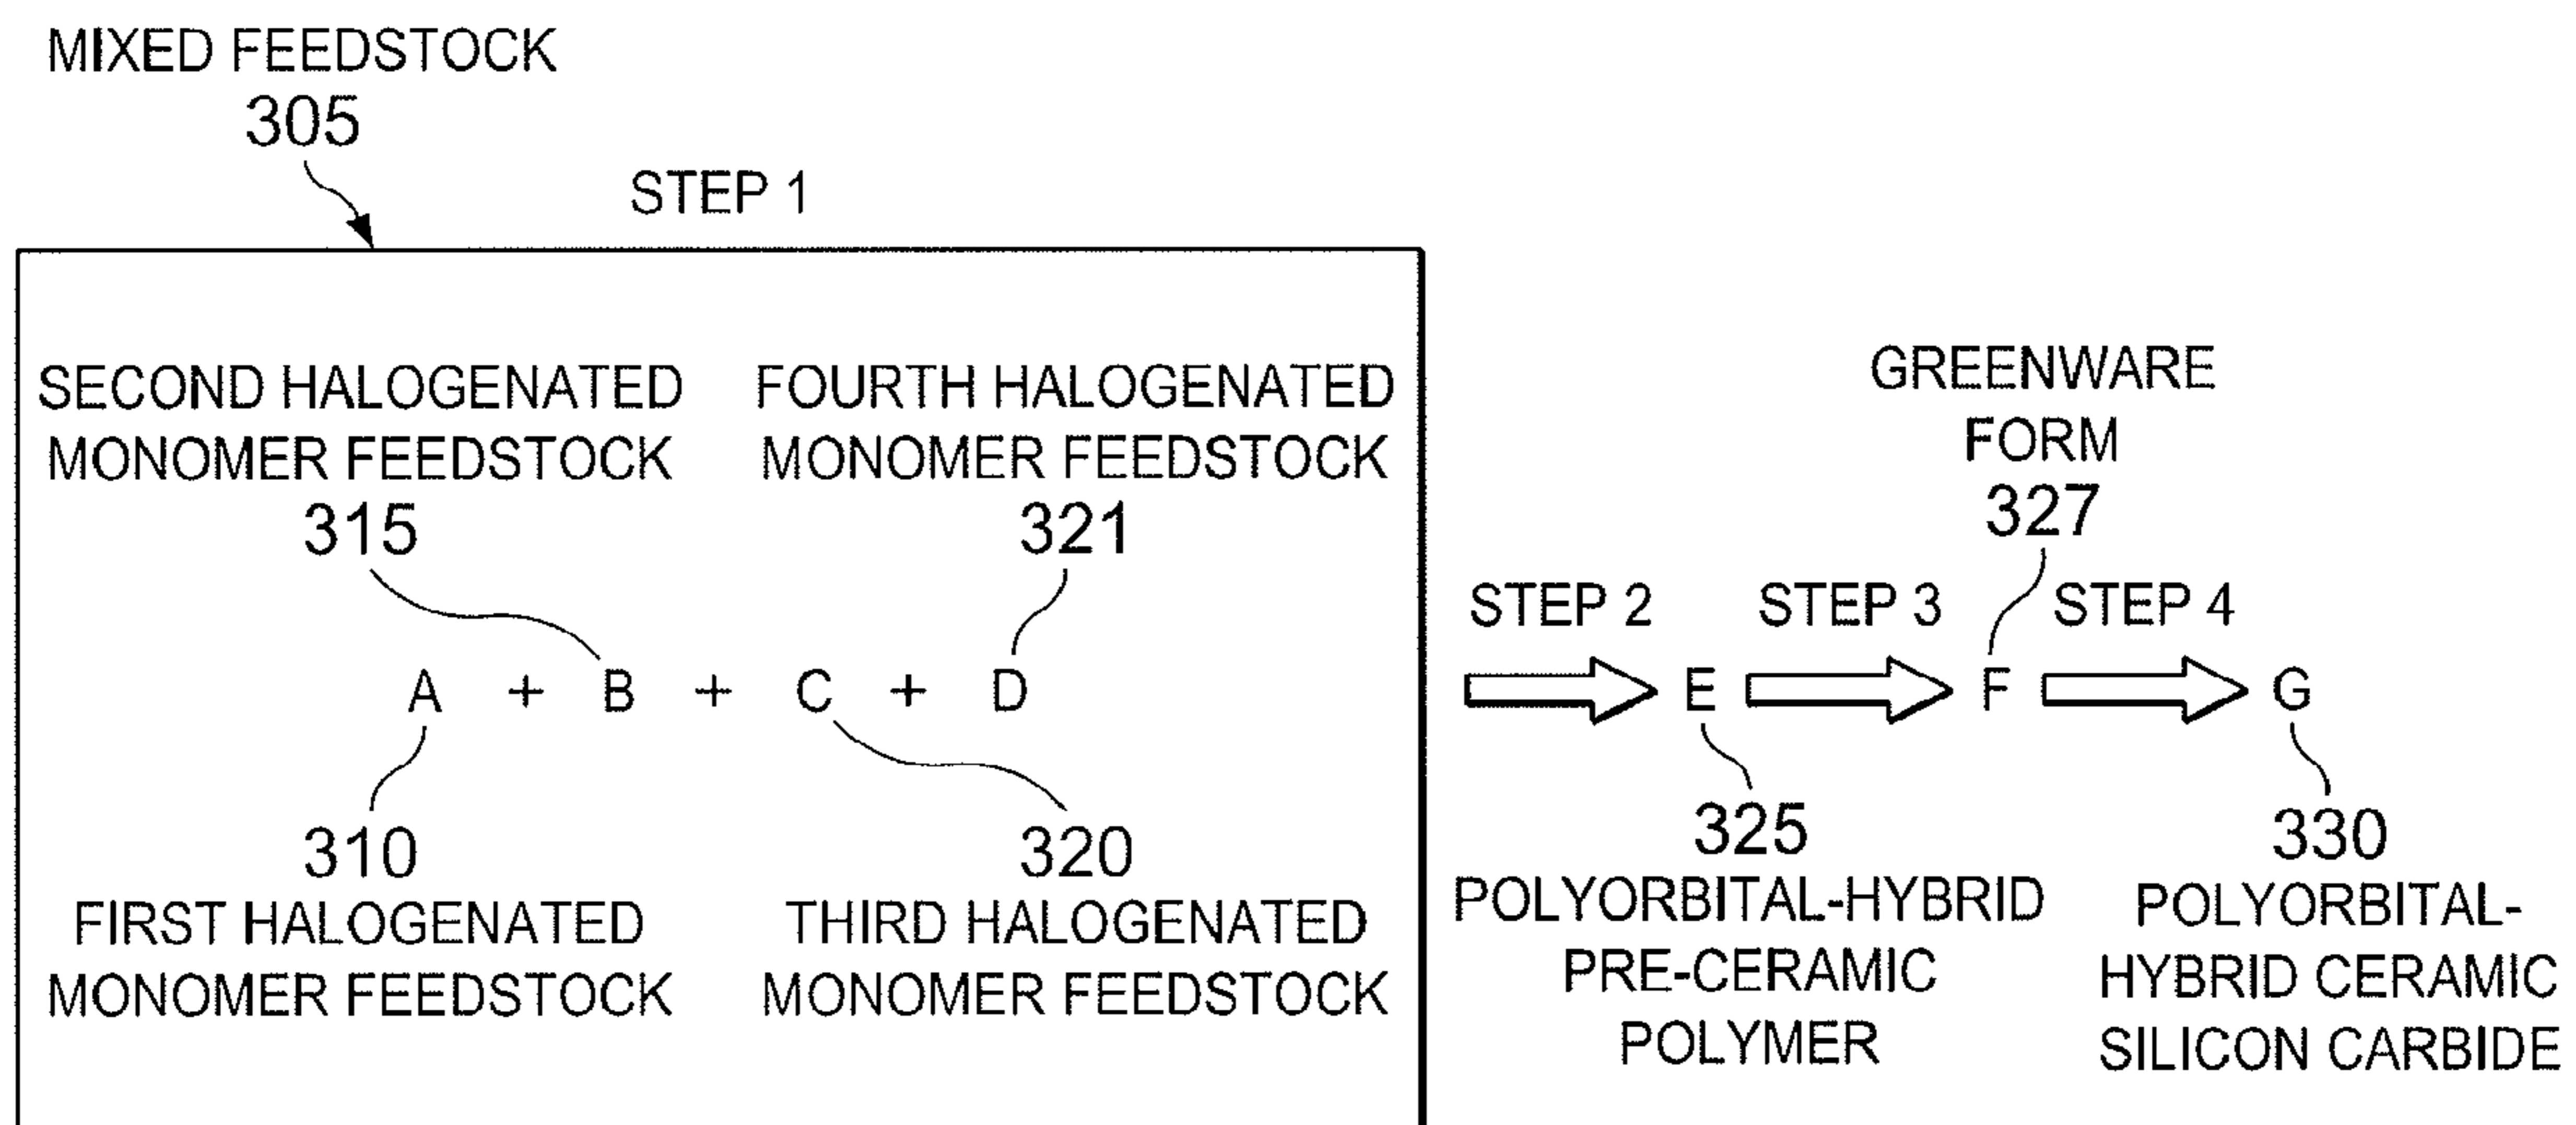 MIXED FEEDSTOCK
305
STEP 1
SECOND HALOGENATED
MONOMER FEEDSTOCK
315
FOURTH HALOGENATED
MONOMER FEEDSTOCK
321
A + B + C + D
310
FIRST HALOGENATED
MONOMER FEEDSTOCK
320
THIRD HALOGENATED
MONOMER FEEDSTOCK
GREENWARE
FORM
327
STEP 2 STEP 3 STEP 4
E F G
325
POLYORBITAL-HYBRID
PRE-CERAMIC
POLYMER
330
POLYORBITAL-
HYBRID CERAMIC
SILICON CARBIDE